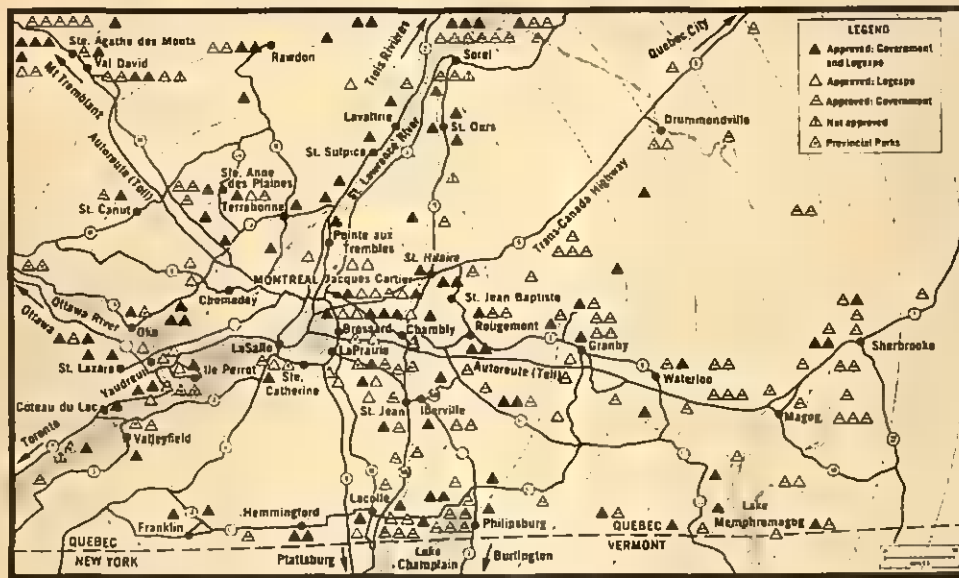 LEGEND
Approved: Government
and Logespo
Approved: Logespo
Approved: Government
Not approved
Provincial Parks
Ste. Agathe des Monts
Val David
Mt Tremblant
Autoroute (Toll)
Rawdon
Trois Rivières
Sorel
Quebec City
Lavaltrie
St. Ours
St. Sulpice
St. Lawrence River
Drummondville
Trans-Canada Highway
Ste. Anne
des Plaines
Terrebonne
St. Canut
Pointe aux
Trembles
St. Hilaire
MONTREAL
Jacques Cartier
Chomedey
St. Jean Baptiste
Rougemont
Ottawa River
Oka
Ottawa
Brossard
Chambly
LaSalle
LaPrairie
Granby
Sherbrooke
St. Lazare
Vaudreuil
Ile Perrot
Ste.
Catherine
Autoroute (Toll)
Waterloo
Coteau du Lac
St. Jean
Iberville
Magog
Toronto
Valleyfield
Lacolle
Hemmingford
Franklin
Philipsburg
Lake
Memphremagog
QUEBEC
NEW YORK
Plattsburg
Lake
Champlain
Burlington
QUEBEC
VERMONT